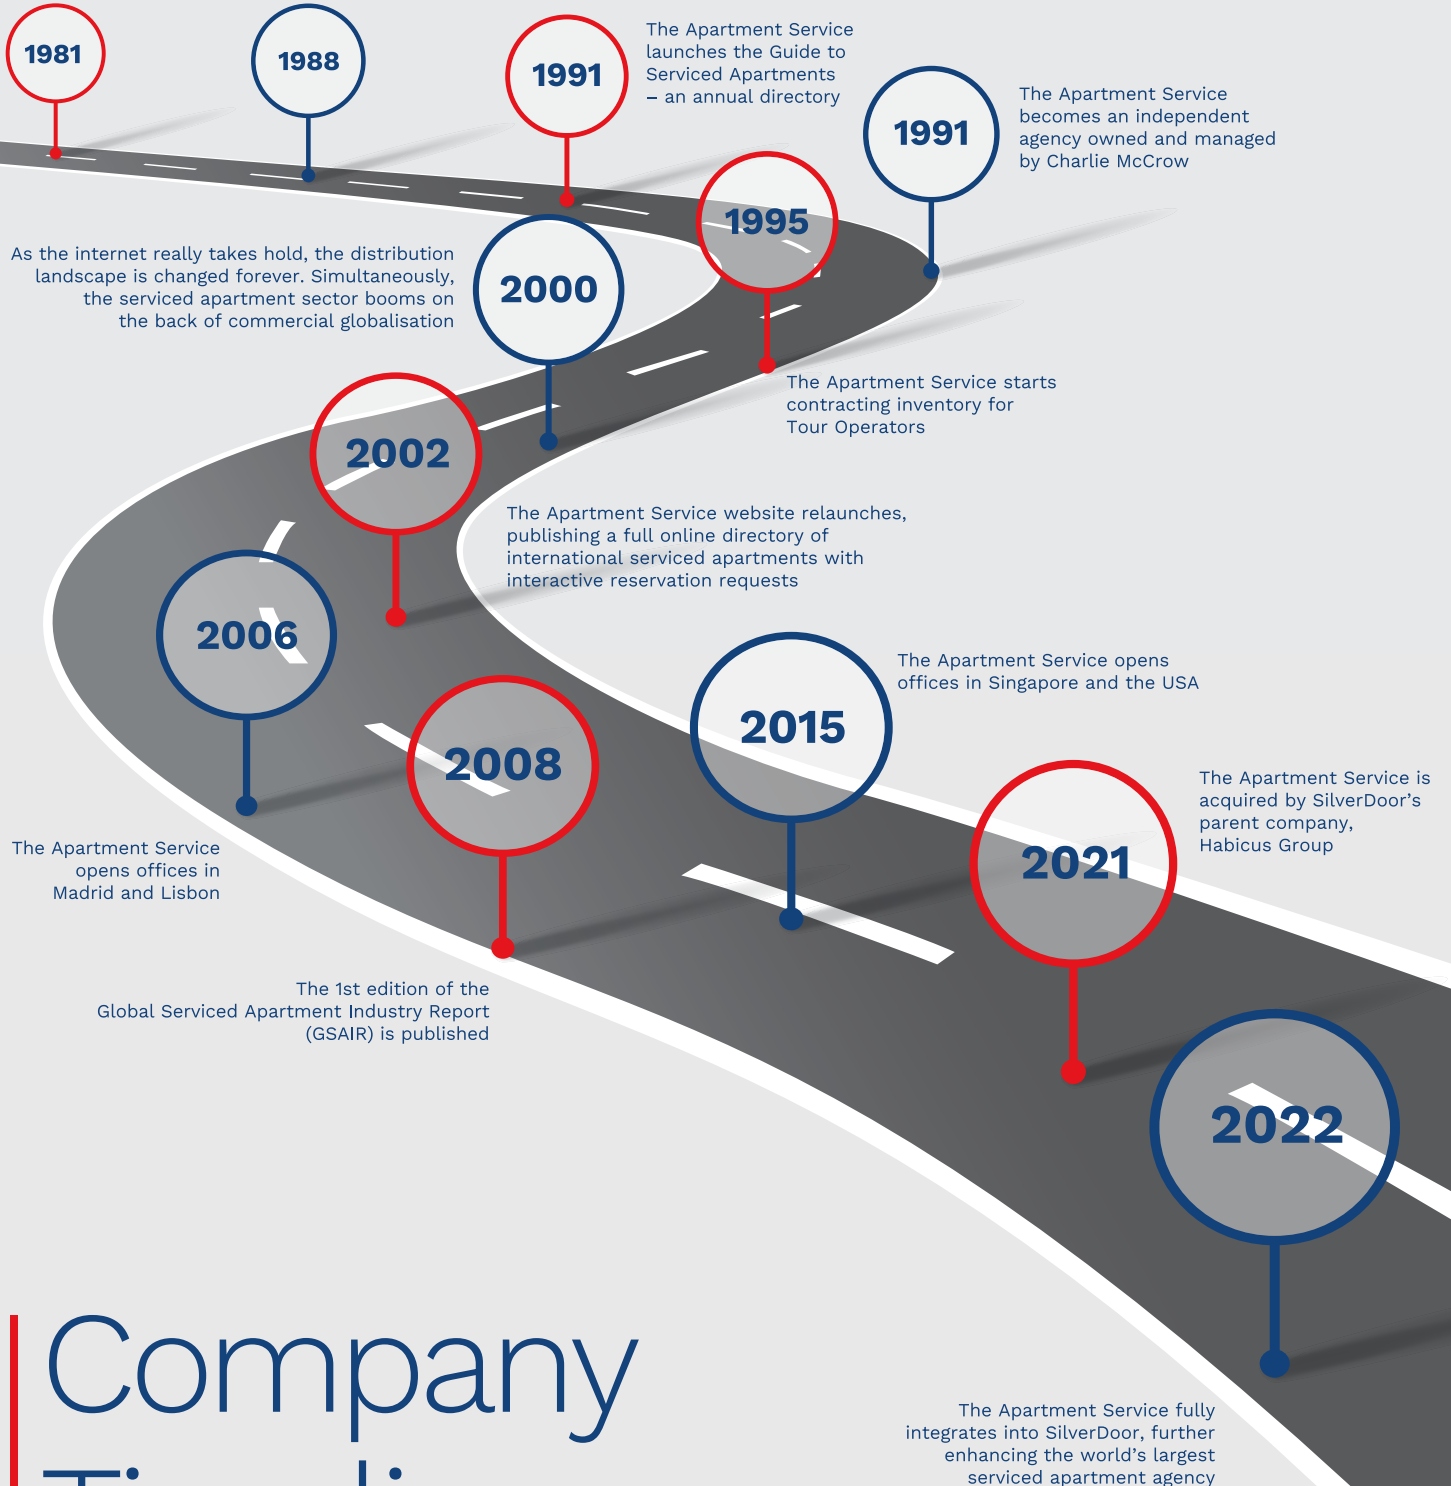 1981
1988
1991
The Apartment Service
launches the Guide to
Serviced Apartments
– an annual directory
1991
The Apartment Service
becomes an independent
agency owned and managed
by Charlie McCrow
1995
The Apartment Service starts
contracting inventory for
Tour Operators
As the internet really takes hold, the distribution
landscape is changed forever. Simultaneously,
the serviced apartment sector booms on
the back of commercial globalisation
2000
2002
The Apartment Service website relaunches,
publishing a full online directory of
international serviced apartments with
interactive reservation requests
2006
The Apartment Service
opens offices in
Madrid and Lisbon
2008
The 1st edition of the
Global Serviced Apartment Industry Report
(GSAIR) is published
2015
The Apartment Service opens
offices in Singapore and the USA
2021
The Apartment Service is
acquired by SilverDoor’s
parent company,
Habicus Group
2022
The Apartment Service fully
integrates into SilverDoor, further
enhancing the world’s largest
serviced apartment agency
Company